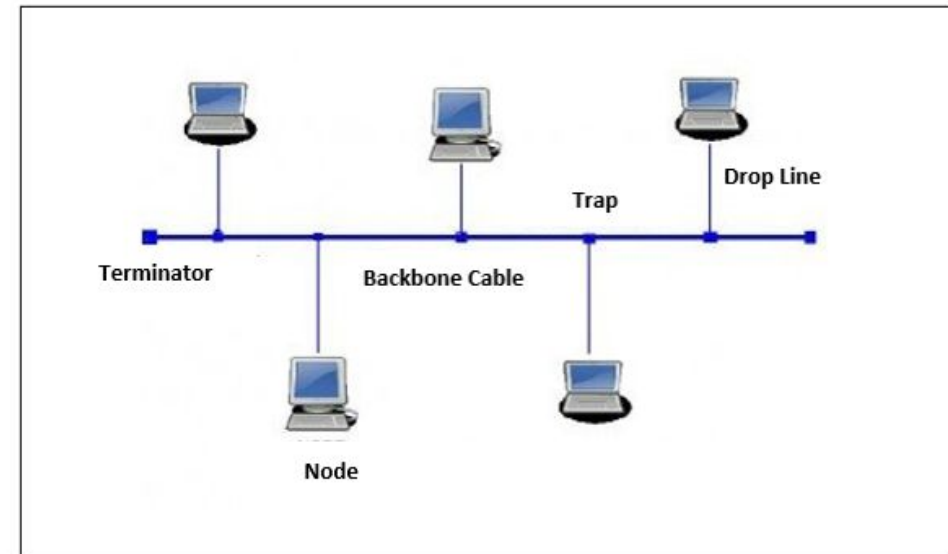 Drop Line
Trap
Terminator
Backbone Cable
Node